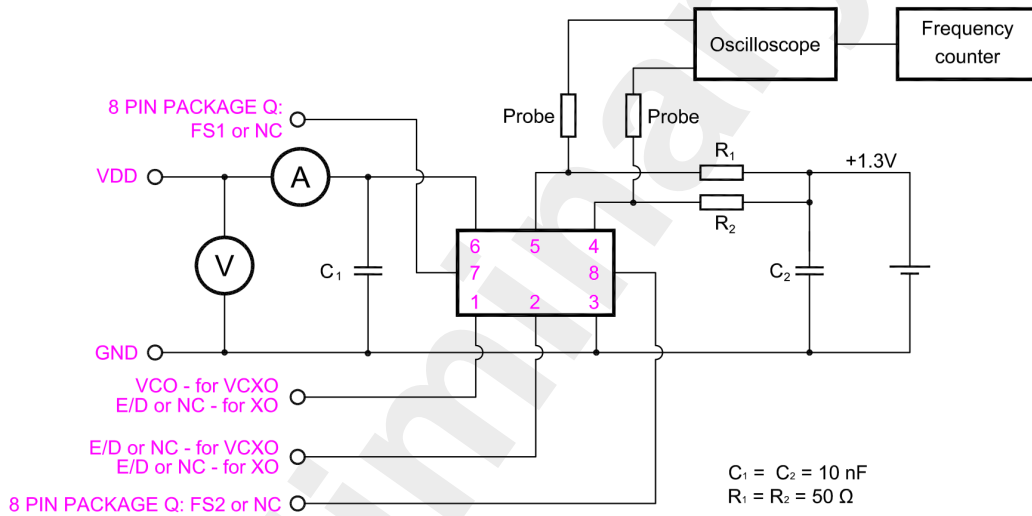 Oscilloscope
Frequency
counter
8 PIN PACKAGE Q:
FS1 or NC
Probe
Probe
R1
+1.3V
VDD
A
R2
6 5 4
V
C1
7 8
C2
1 2 3
GND
VCO - for VCXO
E/D or NC - for XO
E/D or NC - for VCXO
E/D or NC - for XO
C1 = C2 = 10 nF
R1 = R2 = 50 Ω
8 PIN PACKAGE Q: FS2 or NC